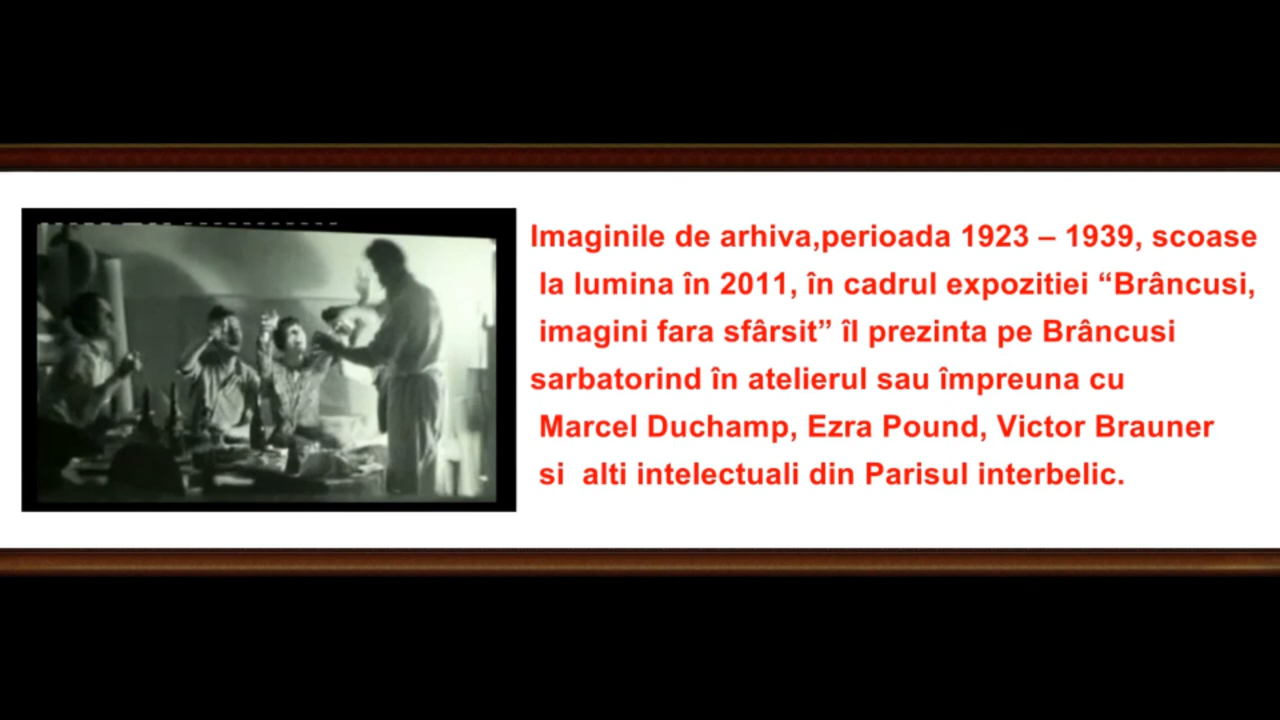 Imaginile de arhiva,perioada 1923 – 1939, scoase
la lumina în 2011, în cadrul expozitiei “Brâncusi,
imagini fara sfârsit” îl prezinta pe Brâncusi
sarbatorind în atelierul sau împreuna cu
Marcel Duchamp, Ezra Pound, Victor Brauner
si alti intelectuali din Parisul interbelic.